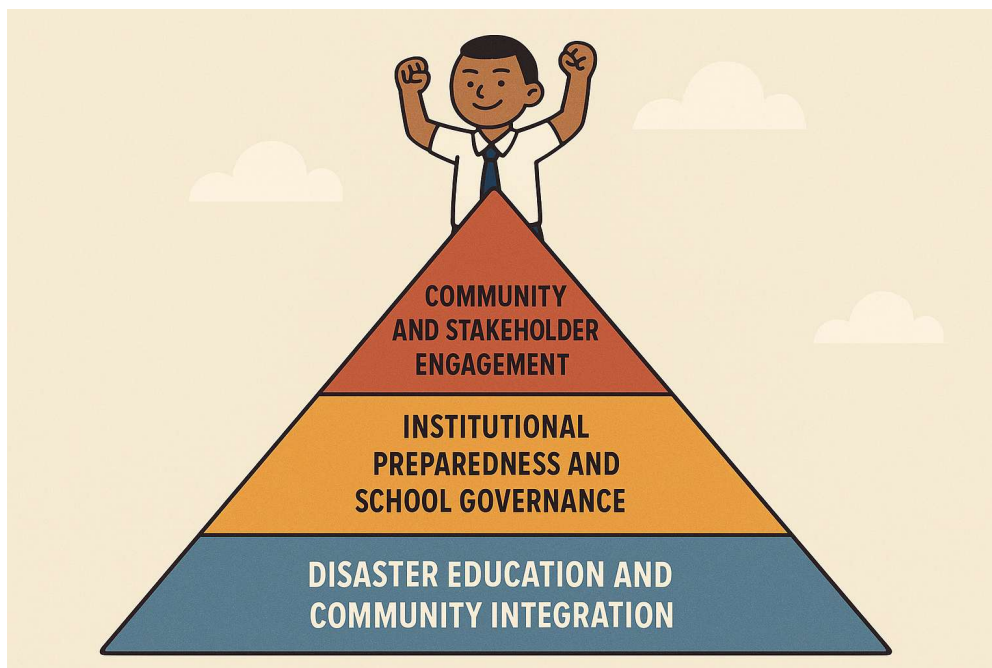 COMMUNITY
AND STAKEHOLDER
ENGAGEMENT
INSTITUTIONAL
PREPAREDNESS AND
SCHOOL GOVERNANCE
DISASTER EDUCATION AND
COMMUNITY INTEGRATION